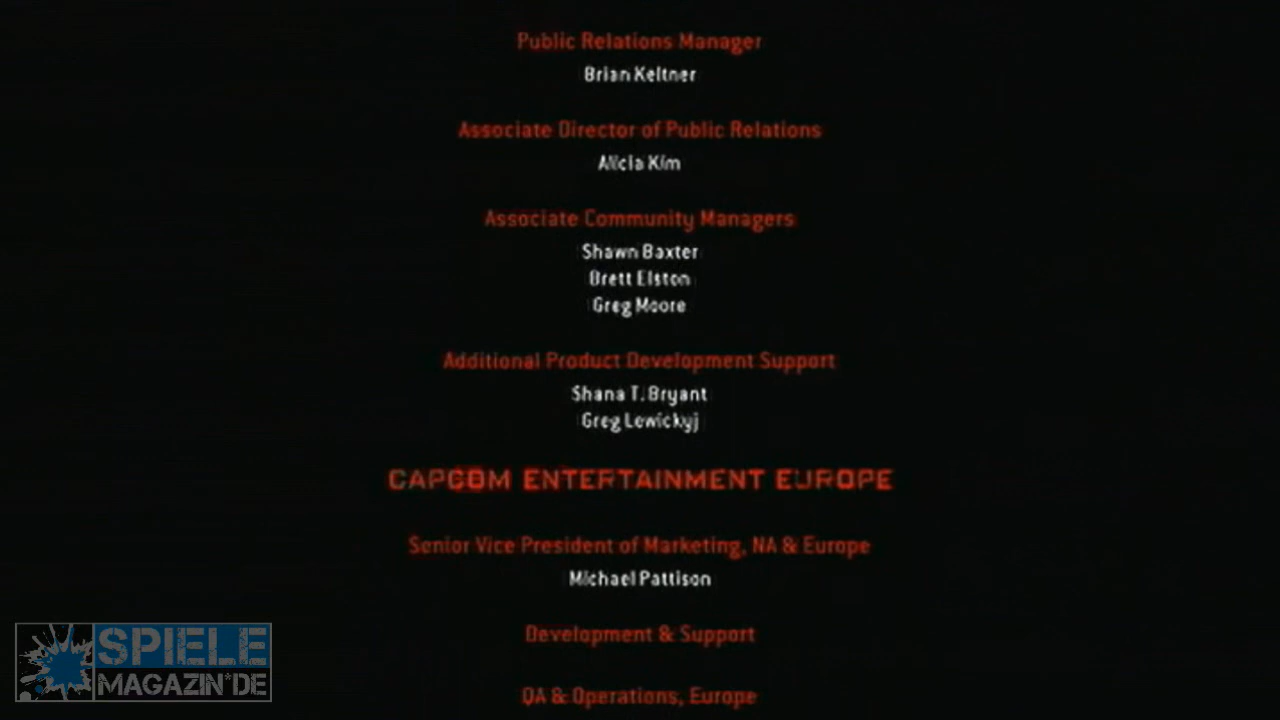 Public Relations Manager
Brian Keltner
Associate Director of Public Relations
Alicia Kim
Associate Community Managers
Shawn Baxter
Brett Elston
Greg Moore
Additional Product Development Support
Shana T. Bryant
Greg Lewickyj
CAPCOM ENTERTAINMENT EUROPE
Senior Vice President of Marketing, NA & Europe
Michael Pattison
Development & Support
QA & Operations, Europe
SPIELE
MAGAZIN*DE